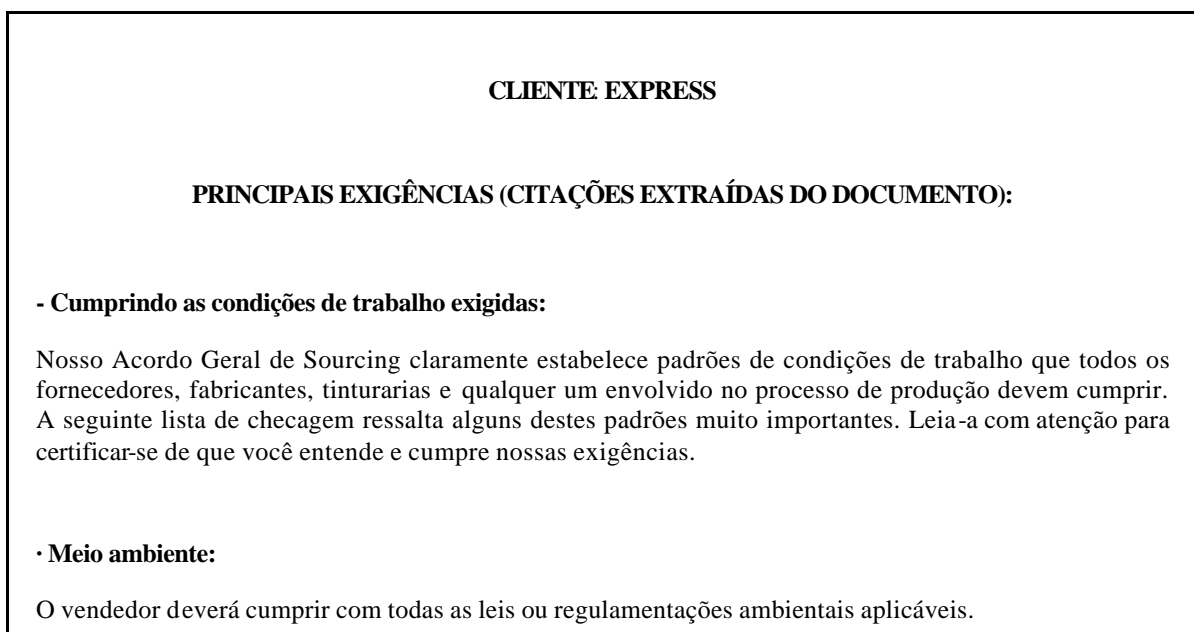 CLIENTE: EXPRESS
PRINCIPAIS EXIGÊNCIAS (CITAÇÕES EXTRAÍDAS DO DOCUMENTO):
- Cumprindo as condições de trabalho exigidas:
Nosso Acordo Geral de Sourcing claramente estabelece padrões de condições de trabalho que todos os
fornecedores, fabricantes, tinturarias e qualquer um envolvido no processo de produção devem cumprir.
A seguinte lista de checagem ressalta alguns destes padrões muito importantes. Leia-a com atenção para
certificar-se de que você entende e cumpre nossas exigências.
· Meio ambiente:
O vendedor deverá cumprir com todas as leis ou regulamentações ambientais aplicáveis.